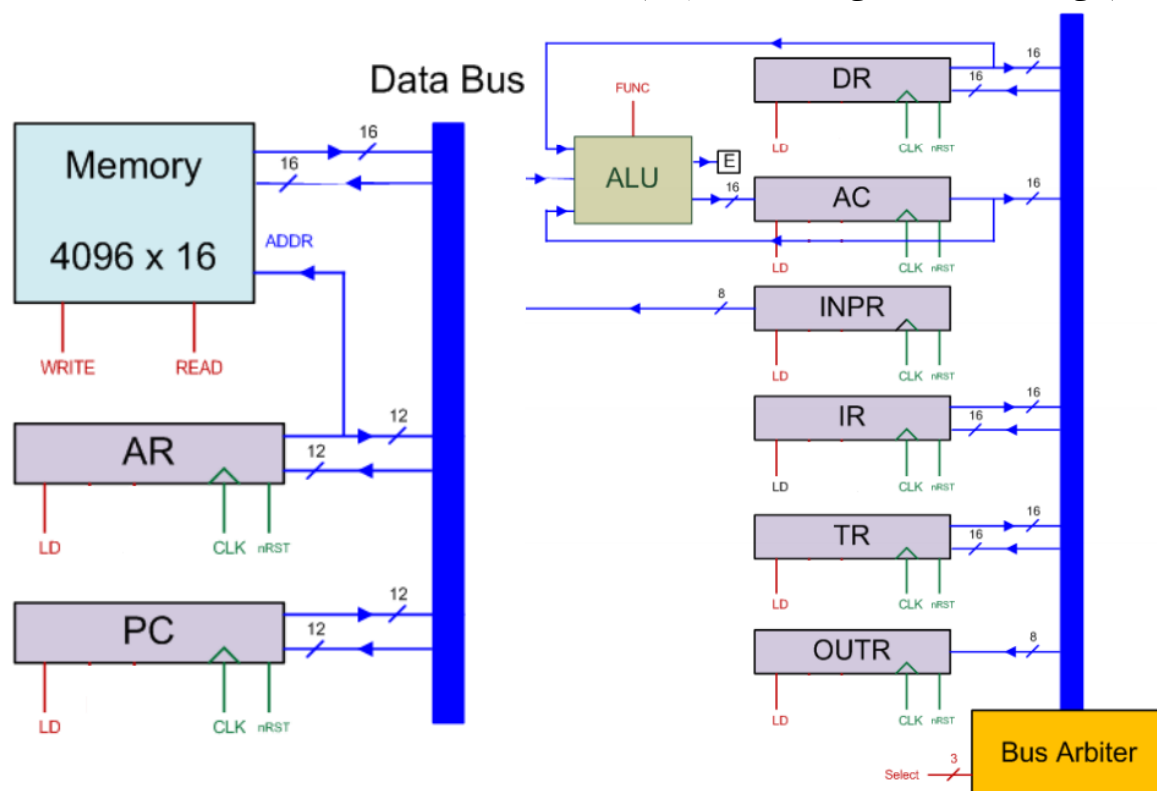 Data Bus
Memory
4096 x 16
16
16
ADDR
WRITE
READ
AR
12
12
LD
CLK
nRST
PC
12
12
LD
CLK
nRST
FUNC
ALU
E
16
DR
16
16
LD
CLK
nRST
AC
16
LD
CLK
nRST
8
INPR
LD
CLK
nRST
IR
16
16
LD
CLK
nRST
TR
16
16
LD
CLK
nRST
OUTR
8
LD
CLK
nRST
Select
3
Bus Arbiter